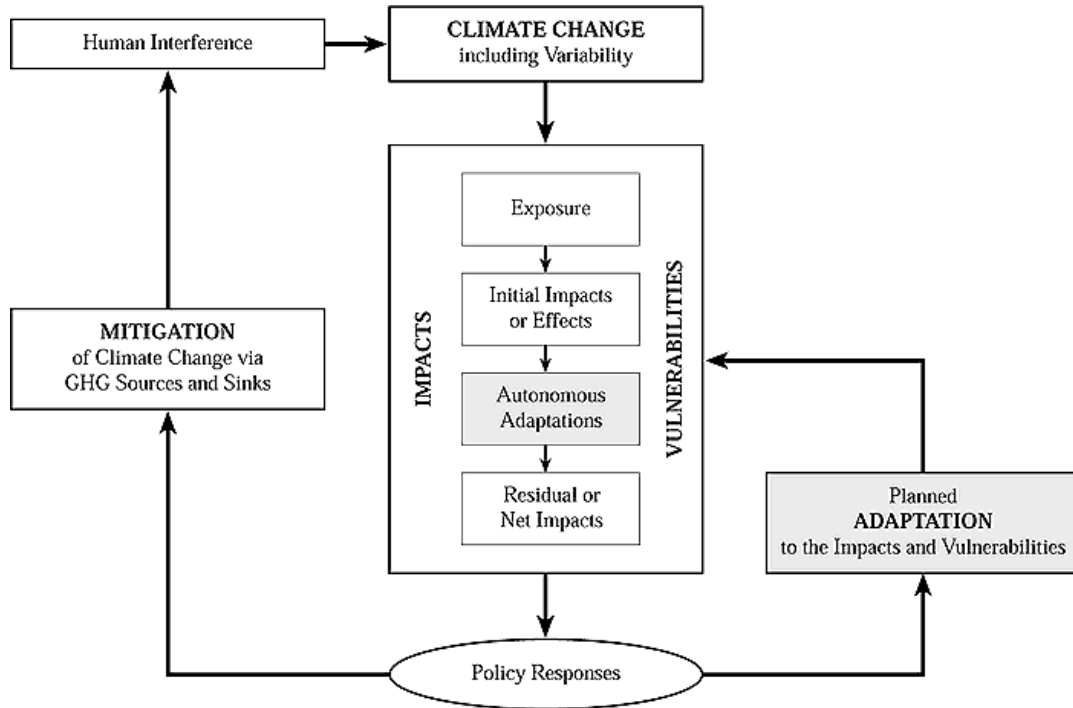 Human Interference
CLIMATE CHANGE
including Variability
Exposure
Initial Impacts
or Effects
Autonomous
Adaptations
Residual or
Net Impacts
IMPACTS
VULNERABILITIES
MITIGATION
of Climate Change via
GHG Sources and Sinks
Planned
ADAPTATION
to the Impacts and Vulnerabilities
Policy Responses